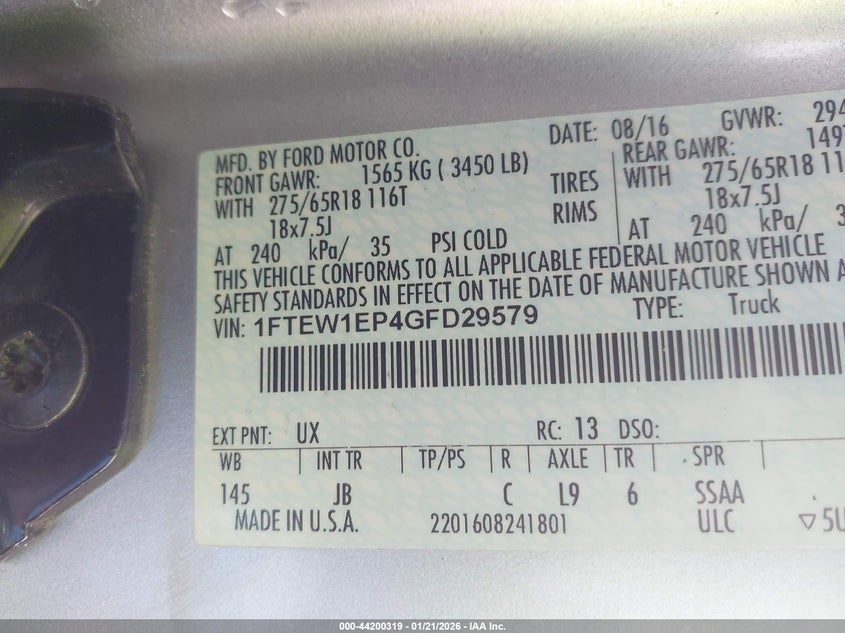 MFD. BY FORD MOTOR CO. DATE: 08/16 GVWR:
FRONT GAWR: 1565 KG ( 3450 LB) REAR GAWR:
WITH 275/65R18 116T TIRES WITH 275/65R18
18x7.5J RIMS 18x7.5J
AT 240 kPa/ 35 PSI COLD AT 240 kPa/
THIS VEHICLE CONFORMS TO ALL APPLICABLE FEDERAL MOTOR VEHICLE
SAFETY STANDARDS IN EFFECT ON THE DATE OF MANUFACTURE SHOWN
VIN: 1FTEW1EP4GFD29579 TYPE: Truck
EXT PNT: UX RC: 13 DSO:
WB INT TR TP/PS R AXLE TR SPR
145 JB C L9 6 SSAA
MADE IN U.S.A. 2201608241801 ULC
000-44200319 - 01/21/2026 - IAA Inc.